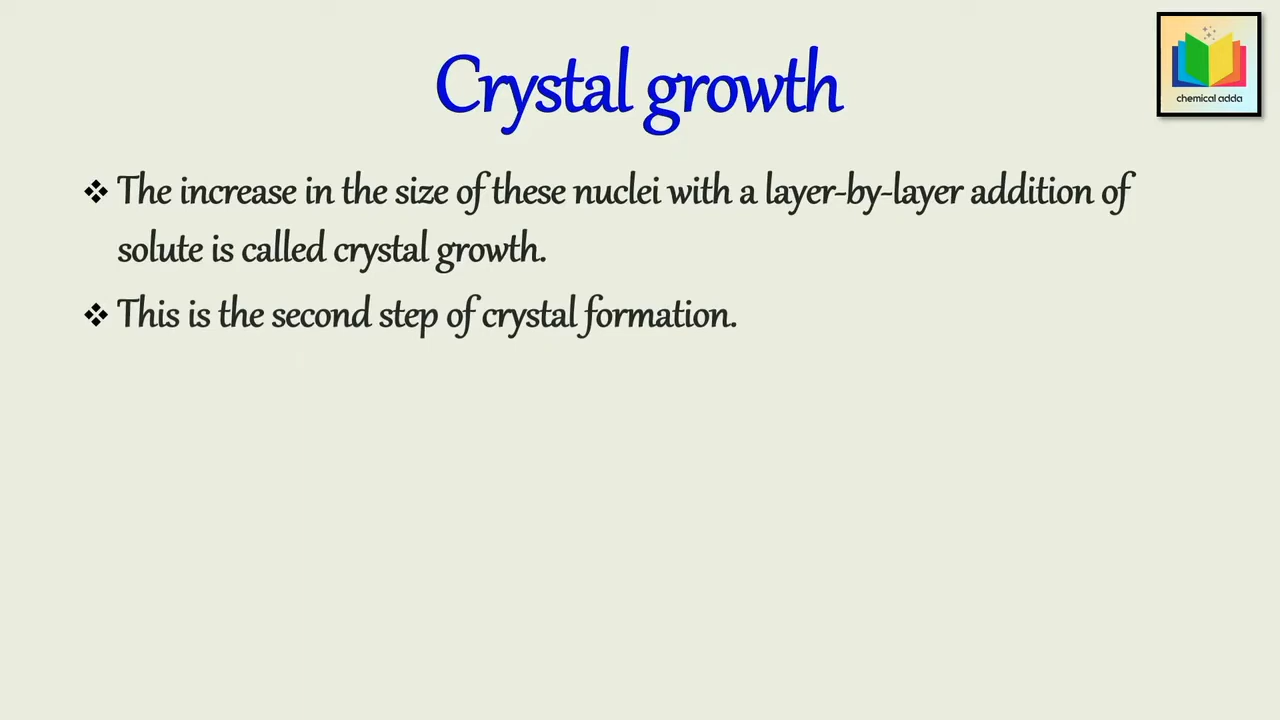 Crystal growth
chemical adda
❖ The increase in the size of these nuclei with a layer-by-layer addition of
solute is called crystal growth.
❖ This is the second step of crystal formation.